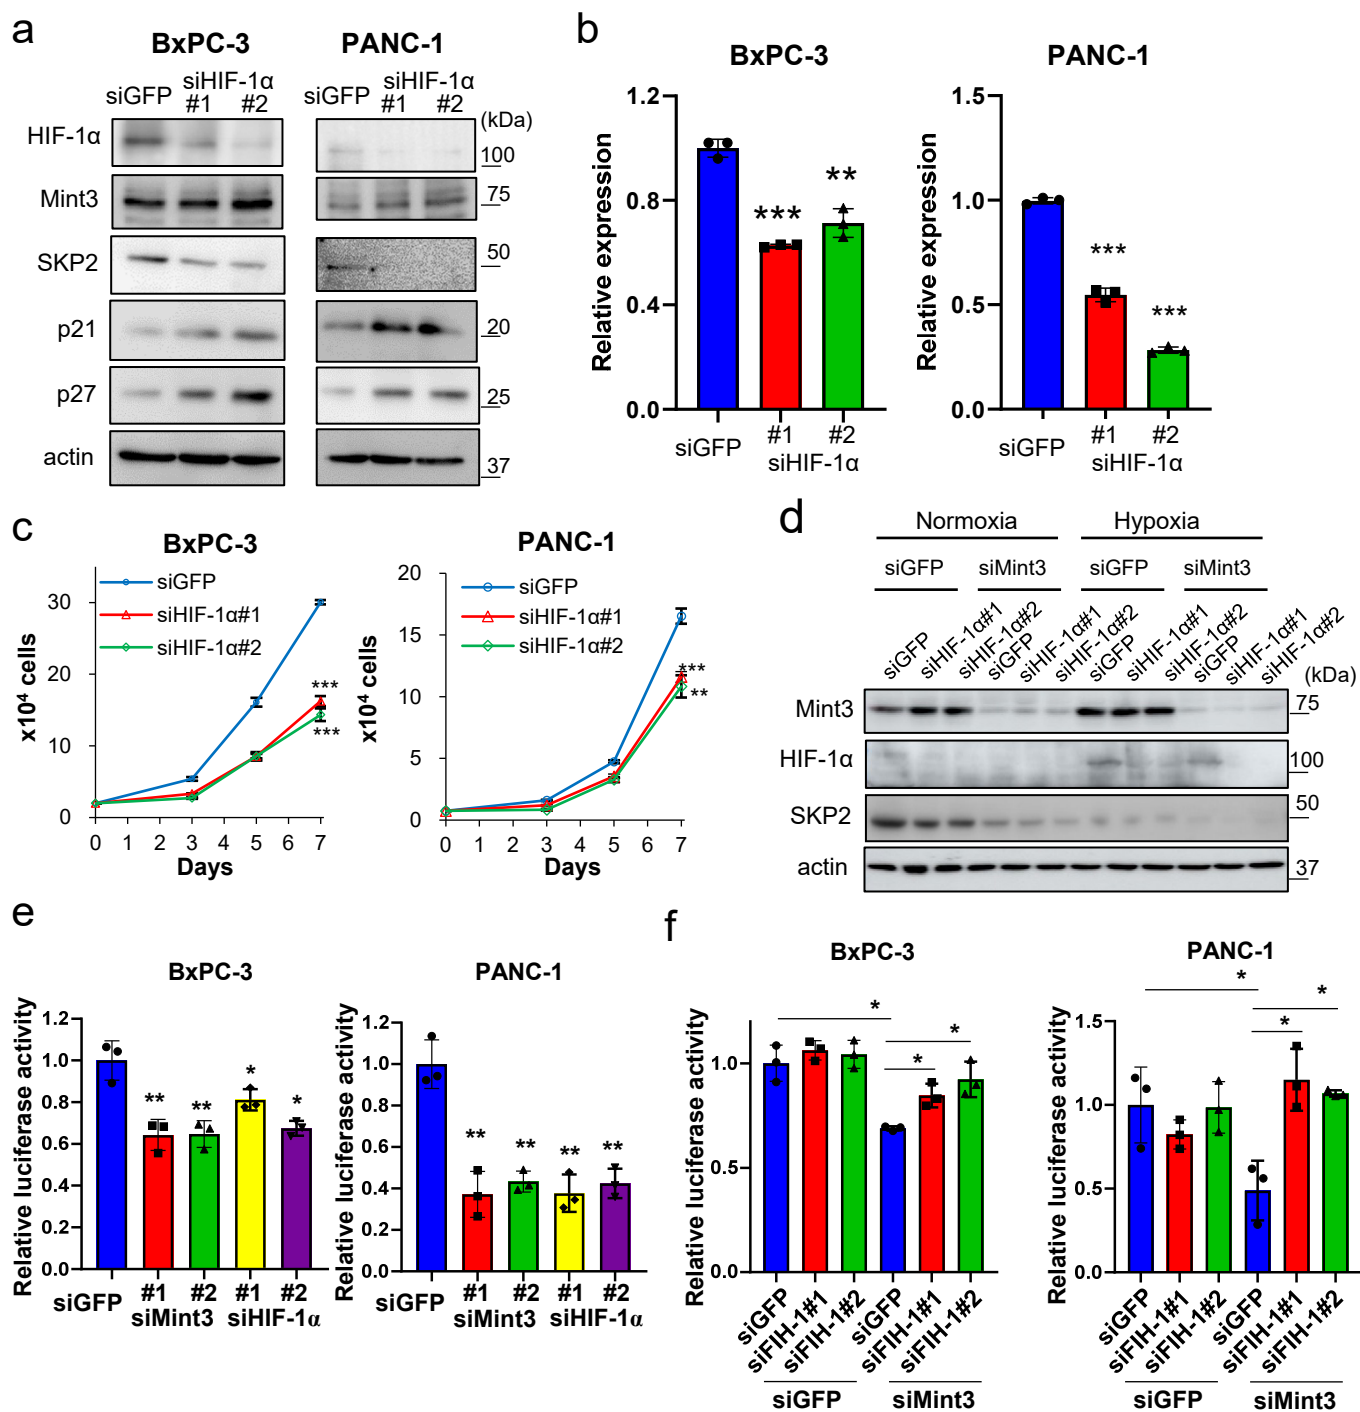 a
BxPC-3
PANC-1
siGFP
siHIF-1α
#1
#2
siGFP
siHIF-1α
#1
#2
(kDa)
HIF-1α
100
Mint3
75
SKP2
50
p21
20
p27
25
actin
37
b
BxPC-3
PANC-1
Relative expression
1.2
0.8
0.4
0.0
***
**
siGFP
#1
#2
siHIF-1α
Relative expression
1.5
1.0
0.5
0.0
***
***
siGFP
#1
#2
siHIF-1α
c
BxPC-3
x10⁴ cells
30
20
10
0
siGFP
siHIF-1α#1
siHIF-1α#2
***
***
0 1 2 3 4 5 6 7
Days
PANC-1
x10⁴ cells
20
15
10
5
0
siGFP
siHIF-1α#1
siHIF-1α#2
***
**
0 1 2 3 4 5 6 7
Days
d
Normoxia
Hypoxia
siGFP
siMint3
siGFP
siMint3
siGFP
siHIF-1α#1
siHIF-1α#2
siGFP
siHIF-1α#1
siHIF-1α#2
siGFP
siHIF-1α#1
siHIF-1α#2
siGFP
siHIF-1α#1
siHIF-1α#2
(kDa)
Mint3
75
HIF-1α
100
SKP2
50
actin
37
e
BxPC-3
Relative luciferase activity
1.2
1.0
0.8
0.6
0.4
0.2
0.0
**
**
*
*
siGFP
#1
#2
#1
#2
siMint3
siHIF-1α
PANC-1
Relative luciferase activity
1.2
1.0
0.8
0.6
0.4
0.2
0.0
**
**
**
**
siGFP
#1
#2
#1
#2
siMint3
siHIF-1α
f
BxPC-3
Relative luciferase activity
1.0
0.5
0.0
*
*
*
siGFP
siFIH-1#1
siFIH-1#2
siGFP
siFIH-1#1
siFIH-1#2
siGFP
siMint3
PANC-1
Relative luciferase activity
1.5
1.0
0.5
0.0
*
*
*
siGFP
siFIH-1#1
siFIH-1#2
siGFP
siFIH-1#1
siFIH-1#2
siGFP
siMint3